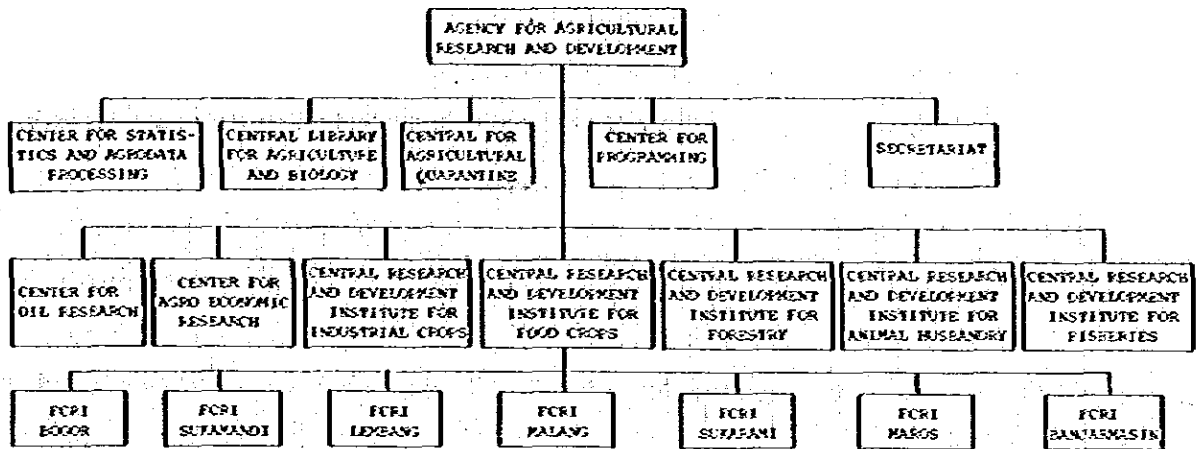 AGENCY FOR AGRICULTURAL
RESEARCH AND DEVELOPMENT
CENTER FOR STATIS-
TICS AND AGRODATA
PROCESSING
CENTRAL LIBRARY
FOR AGRICULTURE
AND BIOLOGY
CENTRAL FOR
AGRICULTURAL
QUARANTINE
CENTER FOR
PROGRAMING
SECRETARIAT
CENTER FOR
OIL RESEARCH
CENTER FOR
AGRO ECONOMIC
RESEARCH
CENTRAL RESEARCH
AND DEVELOPMENT
INSTITUTE FOR
INDUSTRIAL CROPS
CENTRAL RESEARCH
AND DEVELOPMENT
INSTITUTE FOR
FOOD CROPS
CENTRAL RESEARCH
AND DEVELOPMENT
INSTITUTE FOR
FORESTRY
CENTRAL RESEARCH
AND DEVELOPMENT
INSTITUTE FOR
ANIMAL HUSBANDRY
CENTRAL RESEARCH
AND DEVELOPMENT
INSTITUTE FOR
FISHERIES
FCRI
BOGOR
FCRI
SUKAMANDI
FCRI
LEMBANG
FCRI
MALANG
FCRI
SUKARAMI
FCRI
MAROS
FCRI
BANJARMASIN